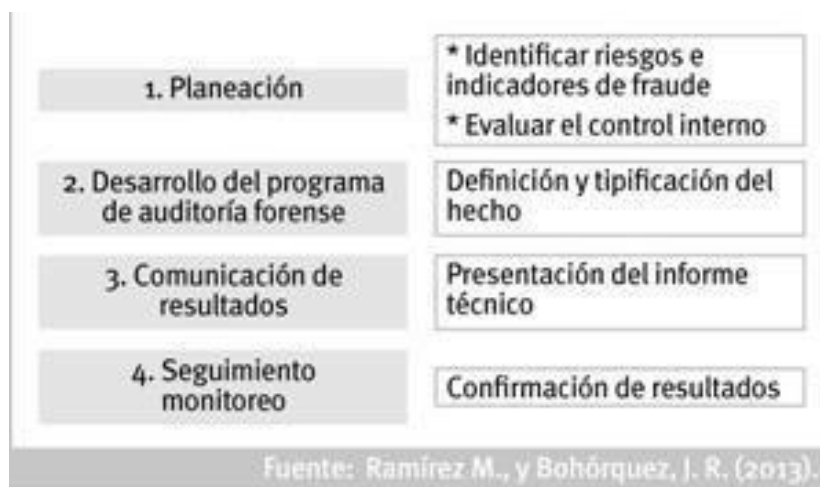 1. Planeación
* Identificar riesgos e
indicadores de fraude
* Evaluar el control interno
2. Desarrollo del programa
de auditoría forense
Definición y tipificación del
hecho
3. Comunicación de
resultados
Presentación del informe
técnico
4. Seguimiento
monitoreo
Confirmación de resultados
Fuente: Ramírez M., y Bohórquez, J. R. (2013).